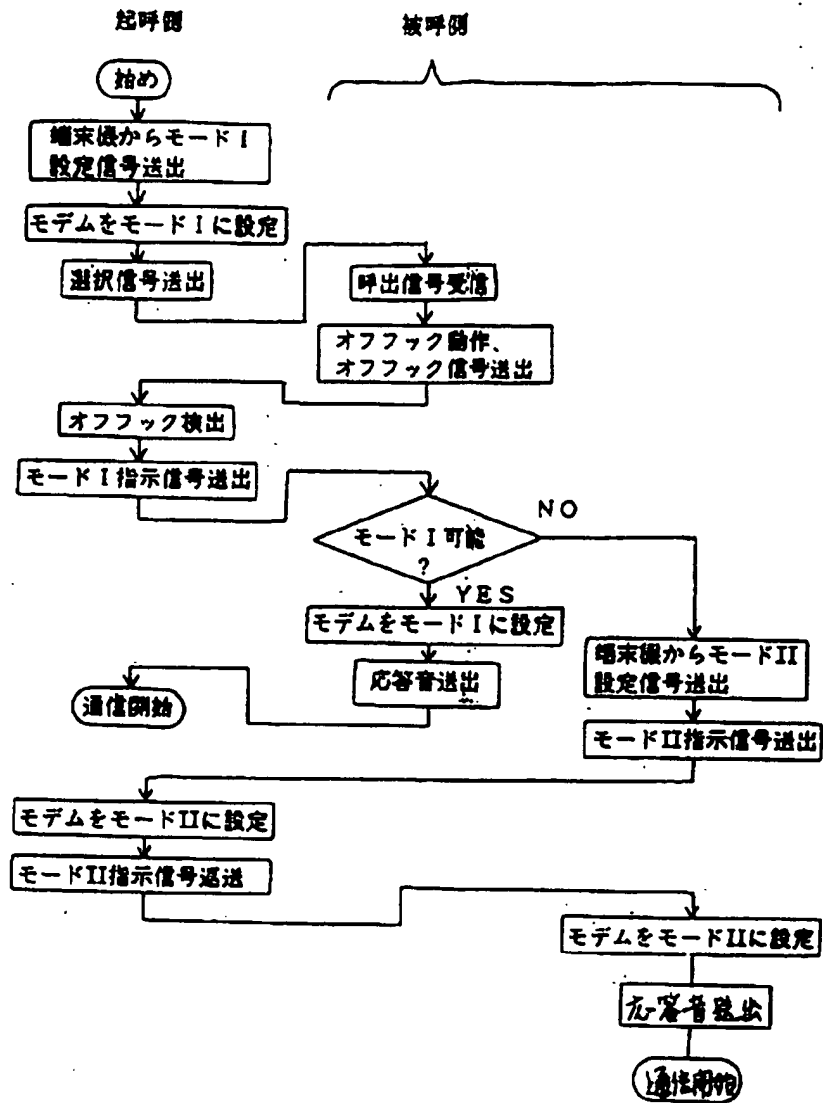 起呼側
被呼側
始め
端末機からモードI
設定信号送出
モデムをモードIに設定
選択信号送出
呼出信号受信
オフフック動作、
オフフック信号送出
オフフック検出
モードI指示信号送出
モードI可能
?
NO
YES
モデムをモードIに設定
応答音送出
通信開始
端末機からモードII
設定信号送出
モードII指示信号送出
モデムをモードIIに設定
モードII指示信号返送
モデムをモードIIに設定
応答音送出
通信開始